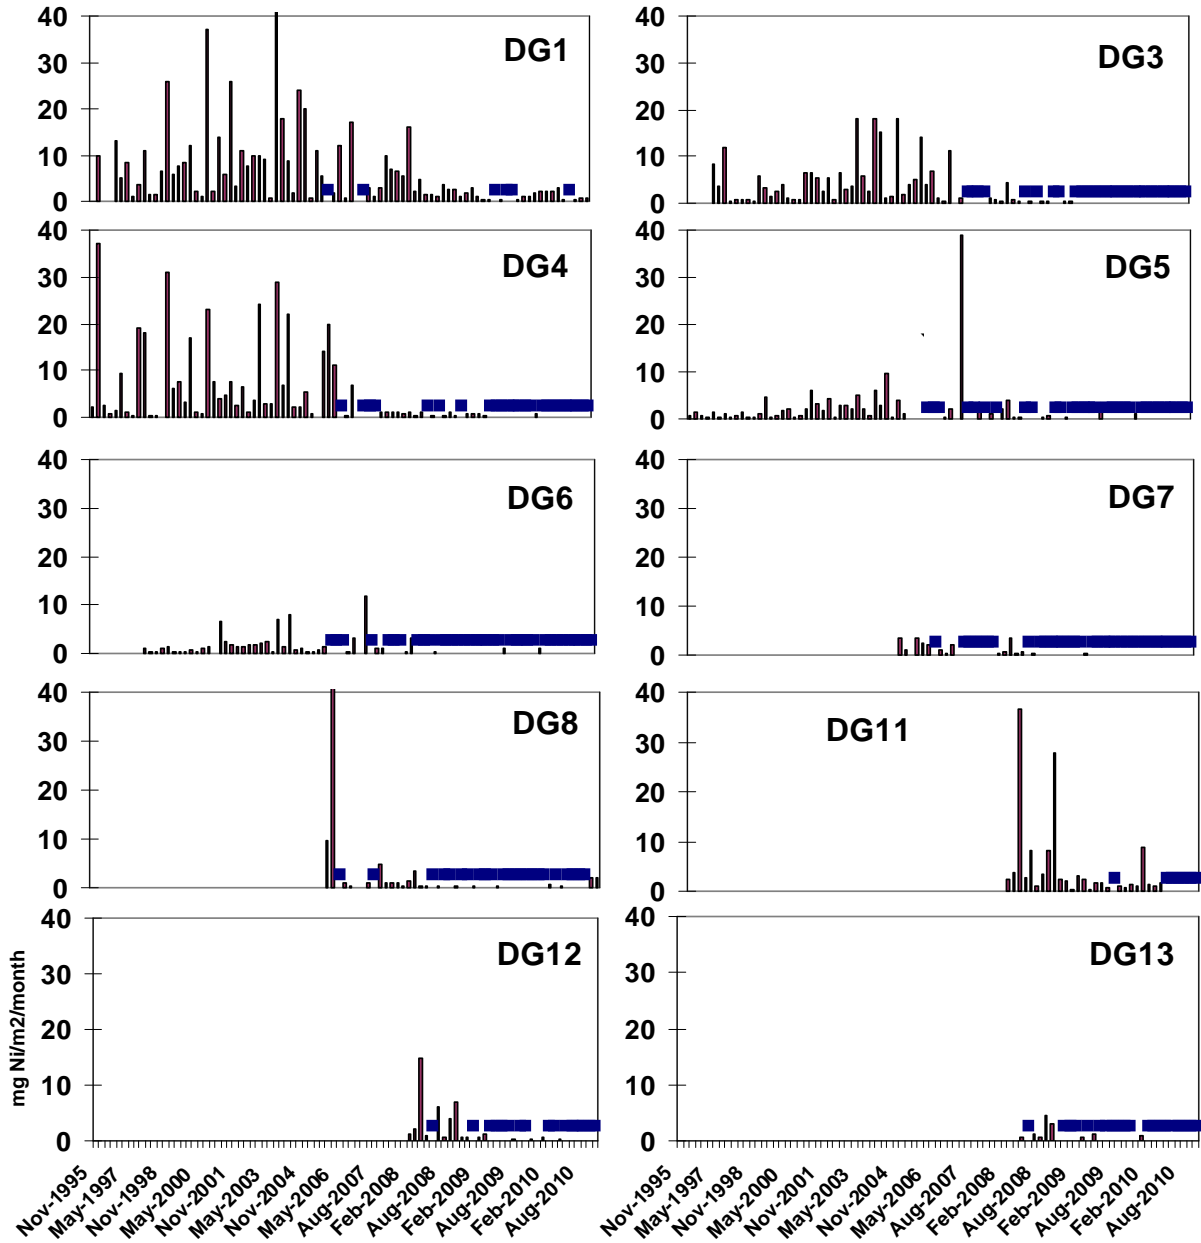 40
30
20
10
0
DG1
40
30
20
10
0
DG3
40
30
20
10
0
DG4
40
30
20
10
0
DG5
40
30
20
10
0
DG6
40
30
20
10
0
DG7
40
30
20
10
0
DG8
40
30
20
10
0
DG11
mg Ni/m2/month
40
30
20
10
0
DG12
40
30
20
10
0
DG13
Nov-1995
May-1997
Nov-1998
May-2000
Nov-2001
May-2003
Nov-2004
May-2006
Aug-2007
Feb-2008
Aug-2008
Feb-2009
Aug-2009
Feb-2010
Aug-2010
Nov-1995
May-1997
Nov-1998
May-2000
Nov-2001
May-2003
Nov-2004
May-2006
Aug-2007
Feb-2008
Aug-2008
Feb-2009
Aug-2009
Feb-2010
Aug-2010